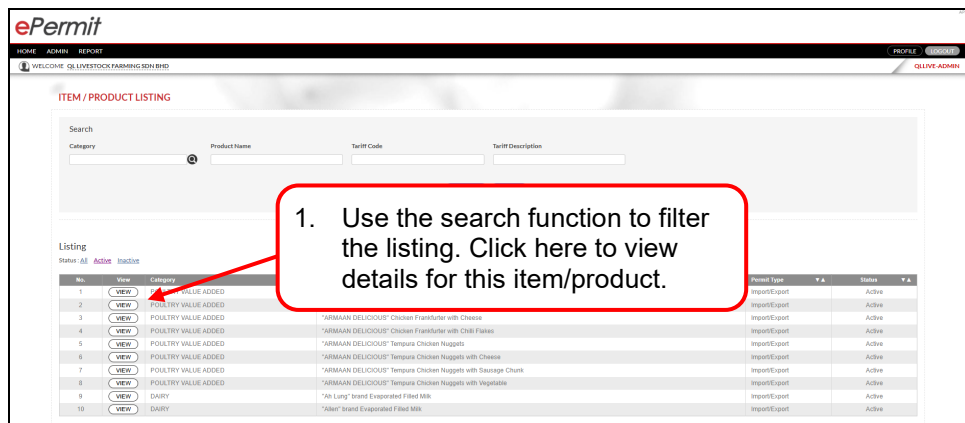 ePermit
HOME ADMIN REPORT PROFILE LOGOUT
WELCOME QL LIVESTOCK FARMING SDN BHD QLLIVE-ADMIN
ITEM / PRODUCT LISTING
Search
Category Product Name Tariff Code Tariff Description
1. Use the search function to filter
the listing. Click here to view
details for this item/product.
Listing
Status : All Active Inactive
No. View Category Permit Type Status
1 VIEW POULTRY VALUE ADDED Import/Export Active
2 VIEW POULTRY VALUE ADDED Import/Export Active
3 VIEW POULTRY VALUE ADDED "ARMAAN DELICIOUS" Chicken Frankfurter with Cheese Import/Export Active
4 VIEW POULTRY VALUE ADDED "ARMAAN DELICIOUS" Chicken Frankfurter with Chilli Flakes Import/Export Active
5 VIEW POULTRY VALUE ADDED "ARMAAN DELICIOUS" Tempura Chicken Nuggets Import/Export Active
6 VIEW POULTRY VALUE ADDED "ARMAAN DELICIOUS" Tempura Chicken Nuggets with Cheese Import/Export Active
7 VIEW POULTRY VALUE ADDED "ARMAAN DELICIOUS" Tempura Chicken Nuggets with Sausage Chunk Import/Export Active
8 VIEW POULTRY VALUE ADDED "ARMAAN DELICIOUS" Tempura Chicken Nuggets with Vegetable Import/Export Active
9 VIEW DAIRY "Ah Lung" brand Evaporated Filled Milk Import/Export Active
10 VIEW DAIRY "Allen" brand Evaporated Filled Milk Import/Export Active